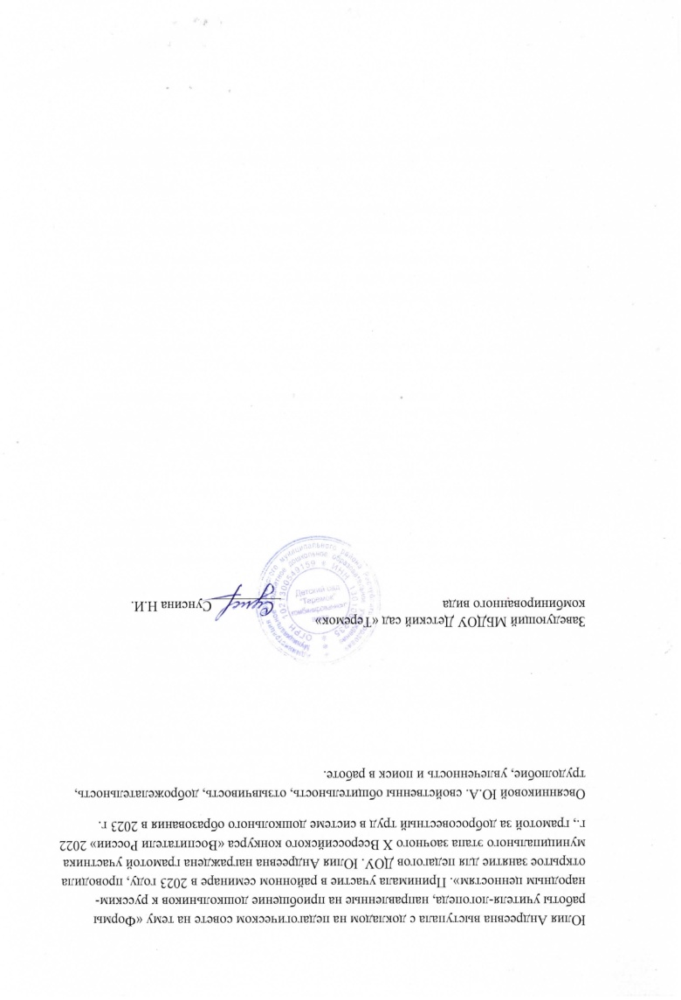 Юлия Андреевна выступала с докладом на педагогическом совете на тему «Формы
работы учителя-логопеда, направленные на приобщение дошкольников к русским-
народным ценностям». Принимала участие в районном семинаре в 2023 году, проводила
открытое занятие для педагогов ДОУ. Юлия Андреевна награждена грамотой участника
муниципального этапа заочного X Всероссийского конкурса «Воспитатели России» 2022
г., грамотой за добросовестный труд в системе дошкольного образования в 2023 г.
Овсянниковой Ю.А. свойственны общительность, отзывчивость, доброжелательность,
трудолюбие, увлеченность и поиск в работе.
Заведующий МБДОУ Детский сад «Теремок»
комбинированного вида
Сунсина Н.И.
Детский сад
"Теремок"
комбинированного
ОГРН 1027300549159